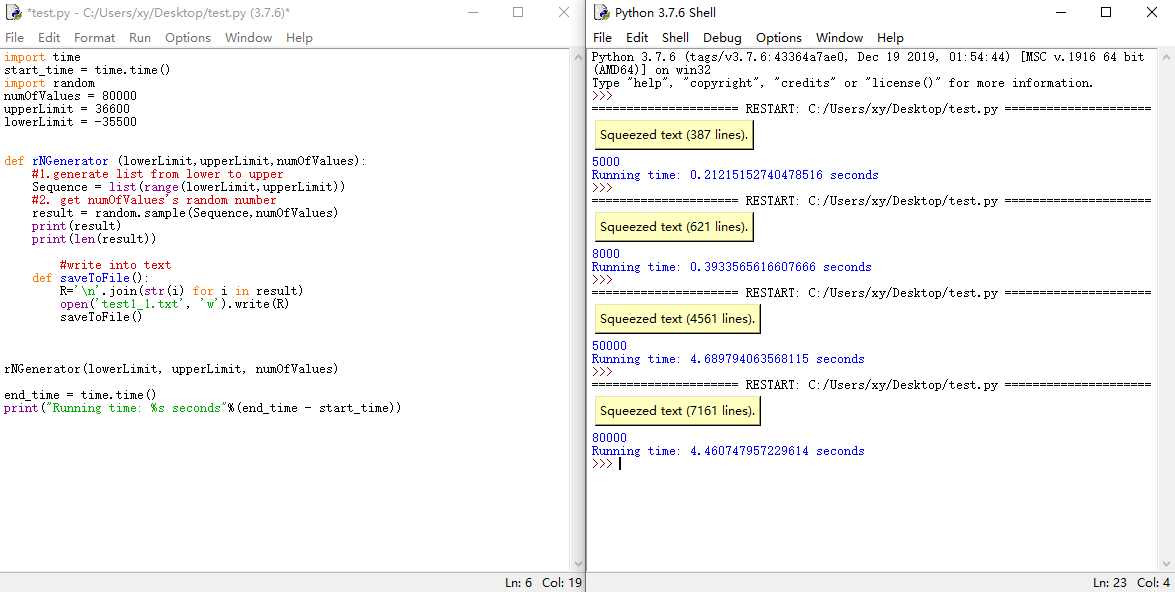 *test.py - C:/Users/xy/Desktop/test.py (3.7.6)*
File Edit Format Run Options Window Help
import time
start_time = time.time()
import random
numOfValues = 80000
upperLimit = 36600
lowerLimit = -35500
def rNGenerator (lowerLimit,upperLimit,numOfValues):
#1.generate list from lower to upper
Sequence = list(range(lowerLimit,upperLimit))
#2. get numOfValues's random number
result = random.sample(Sequence,numOfValues)
print(result)
print(len(result))
#write into text
def saveToFile():
R='\n'.join(str(i) for i in result)
open('test1_1.txt', 'w').write(R)
saveToFile()
rNGenerator(lowerLimit, upperLimit, numOfValues)
end_time = time.time()
print("Running time: %s seconds"%(end_time - start_time))
Ln: 6 Col: 19
Python 3.7.6 Shell
File Edit Shell Debug Options Window Help
Python 3.7.6 (tags/v3.7.6:43364a7ae0, Dec 19 2019, 01:54:44) [MSC v.1916 64 bit
(AMD64)] on win32
Type "help", "copyright", "credits" or "license()" for more information.
>>>
===================== RESTART: C:/Users/xy/Desktop/test.py =====================
Squeezed text (387 lines).
5000
Running time: 0.21215152740478516 seconds
>>>
===================== RESTART: C:/Users/xy/Desktop/test.py =====================
Squeezed text (621 lines).
8000
Running time: 0.3933565616607666 seconds
>>>
===================== RESTART: C:/Users/xy/Desktop/test.py =====================
Squeezed text (4561 lines).
50000
Running time: 4.689794063568115 seconds
>>>
===================== RESTART: C:/Users/xy/Desktop/test.py =====================
Squeezed text (7161 lines).
80000
Running time: 4.460747957229614 seconds
>>>
Ln: 23 Col: 4